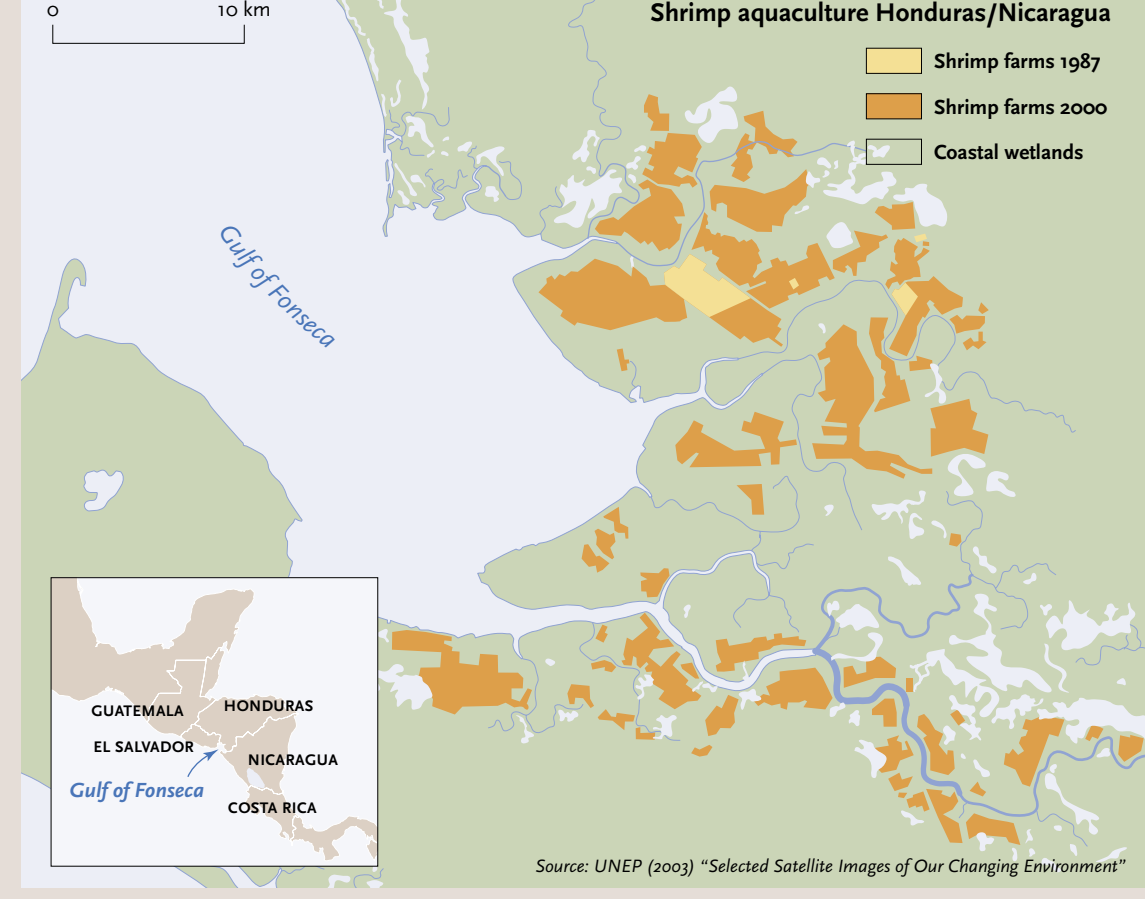 0 10 km
Shrimp aquaculture Honduras/Nicaragua
Shrimp farms 1987
Shrimp farms 2000
Coastal wetlands
Gulf of Fonseca
GUATEMALA
HONDURAS
EL SALVADOR
NICARAGUA
Gulf of Fonseca
COSTA RICA
Source: UNEP (2003) “Selected Satellite Images of Our Changing Environment”